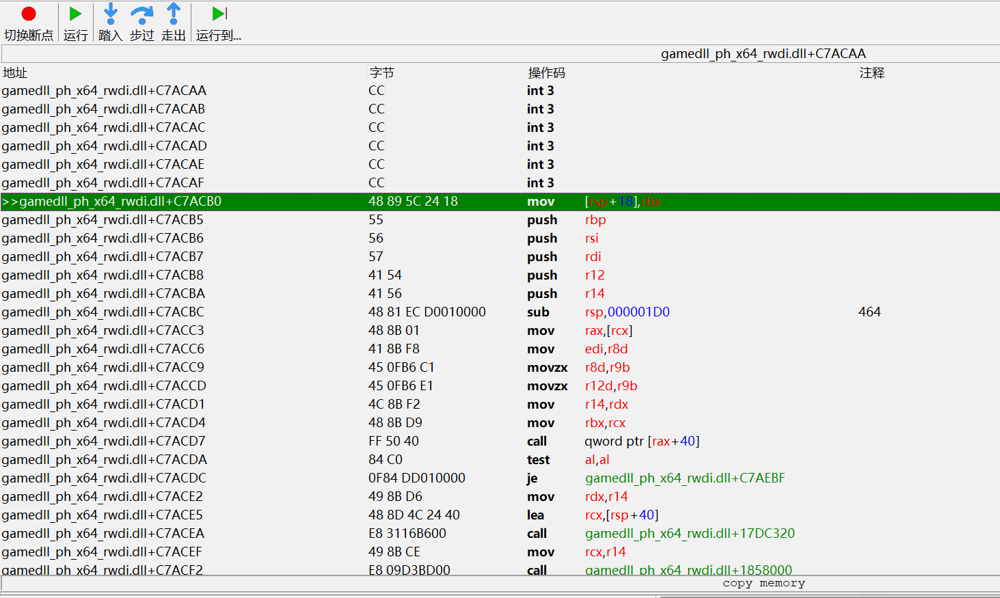 切换断点 运行 踏入 步过 走出 运行到...
gamedll_ph_x64_rwdi.dll+C7ACAA
地址 字节 操作码 注释
gamedll_ph_x64_rwdi.dll+C7ACAA CC int 3
gamedll_ph_x64_rwdi.dll+C7ACAB CC int 3
gamedll_ph_x64_rwdi.dll+C7ACAC CC int 3
gamedll_ph_x64_rwdi.dll+C7ACAD CC int 3
gamedll_ph_x64_rwdi.dll+C7ACAE CC int 3
gamedll_ph_x64_rwdi.dll+C7ACAF CC int 3
>>gamedll_ph_x64_rwdi.dll+C7ACB0 48 89 5C 24 18 mov [rsp+18],rbx
gamedll_ph_x64_rwdi.dll+C7ACB5 55 push rbp
gamedll_ph_x64_rwdi.dll+C7ACB6 56 push rsi
gamedll_ph_x64_rwdi.dll+C7ACB7 57 push rdi
gamedll_ph_x64_rwdi.dll+C7ACB8 41 54 push r12
gamedll_ph_x64_rwdi.dll+C7ACBA 41 56 push r14
gamedll_ph_x64_rwdi.dll+C7ACBC 48 81 EC D0010000 sub rsp,000001D0 464
gamedll_ph_x64_rwdi.dll+C7ACC3 48 8B 01 mov rax,[rcx]
gamedll_ph_x64_rwdi.dll+C7ACC6 41 8B F8 mov edi,r8d
gamedll_ph_x64_rwdi.dll+C7ACC9 45 0FB6 C1 movzx r8d,r9b
gamedll_ph_x64_rwdi.dll+C7ACCD 45 0FB6 E1 movzx r12d,r9b
gamedll_ph_x64_rwdi.dll+C7ACD1 4C 8B F2 mov r14,rdx
gamedll_ph_x64_rwdi.dll+C7ACD4 48 8B D9 mov rbx,rcx
gamedll_ph_x64_rwdi.dll+C7ACD7 FF 50 40 call qword ptr [rax+40]
gamedll_ph_x64_rwdi.dll+C7ACDA 84 C0 test al,al
gamedll_ph_x64_rwdi.dll+C7ACDC 0F84 DD010000 je gamedll_ph_x64_rwdi.dll+C7AEBF
gamedll_ph_x64_rwdi.dll+C7ACE2 49 8B D6 mov rdx,r14
gamedll_ph_x64_rwdi.dll+C7ACE5 48 8D 4C 24 40 lea rcx,[rsp+40]
gamedll_ph_x64_rwdi.dll+C7ACEA E8 3116B600 call gamedll_ph_x64_rwdi.dll+17DC320
gamedll_ph_x64_rwdi.dll+C7ACEF 49 8B CE mov rcx,r14
gamedll_ph_x64_rwdi.dll+C7ACF2 E8 09D3BD00 call gamedll_ph_x64_rwdi.dll+1858000
copy memory